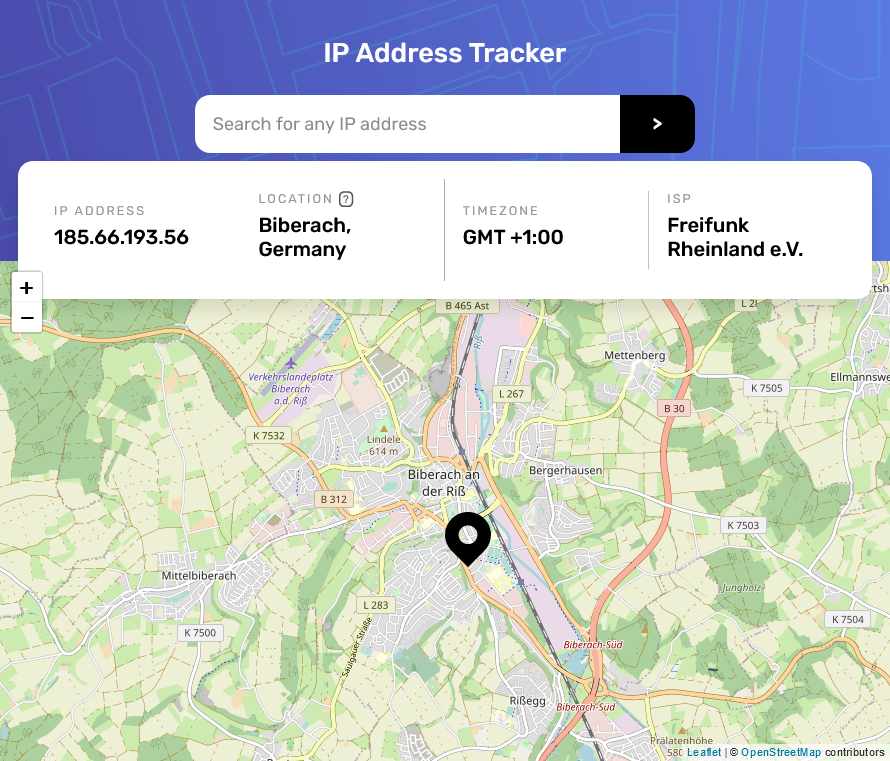 IP Address Tracker
Search for any IP address
>
IP ADDRESS
185.66.193.56
LOCATION ?
Biberach,
Germany
TIMEZONE
GMT +1:00
ISP
Freifunk
Rheinland e.V.
+
−
B 465 Ast
Riß
Mettenberg
K 7505
Ellmannswe
Verkehrslandeplatz
Biberach
a.d. Riß
L 267
B 30
K 7532
Lindele
614 m
Biberach an
der Riß
Bergerhausen
B 312
K 7503
Mittelbiberach
Jungholz
L 283
K 7500
K 7504
Saulgauer Straße
Biberach-Süd
Rißegg
Biberach-Süd
Prälatenhöhe
580
Leaflet | © OpenStreetMap contributors